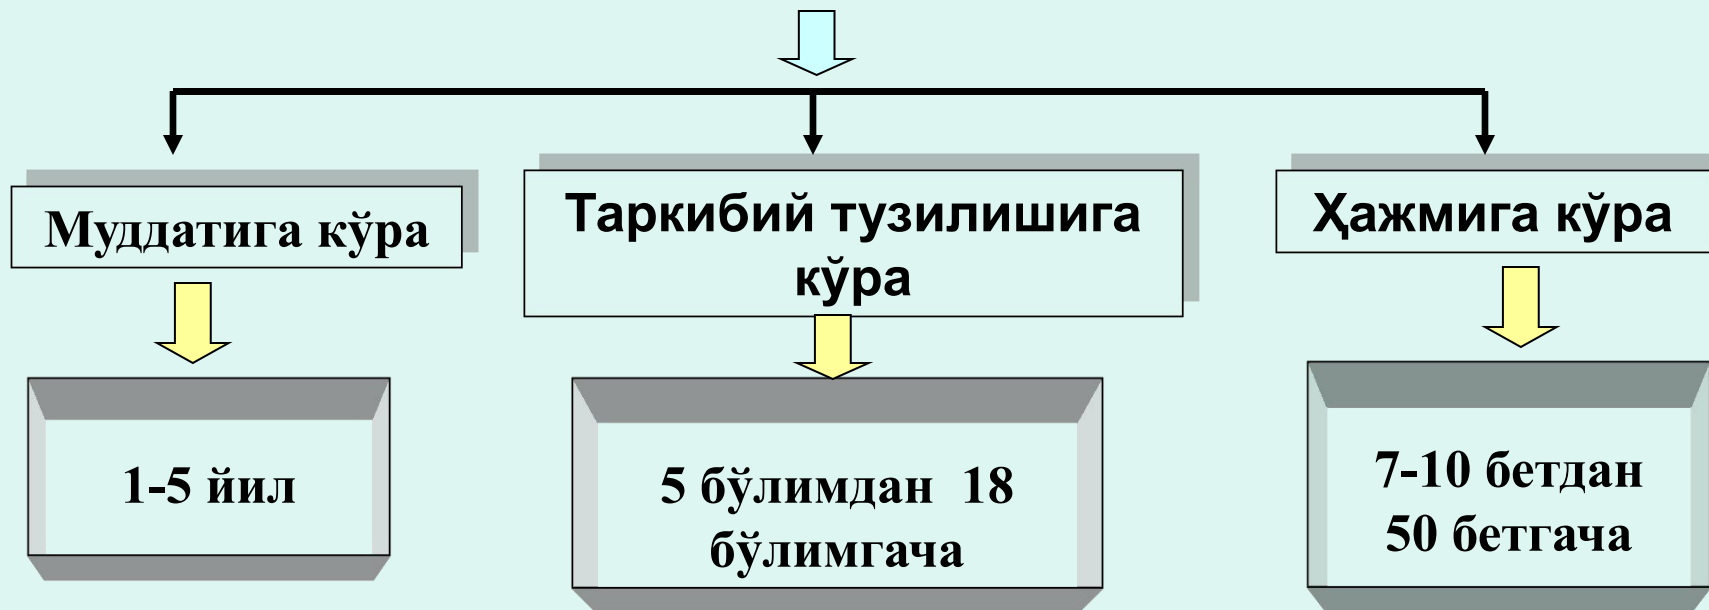 Муддатига кўра
Таркибий тузилишига
кўра
Ҳажмига кўра
1-5 йил
5 бўлимдан  18
бўлимгача
7-10 бетдан
50 бетгача